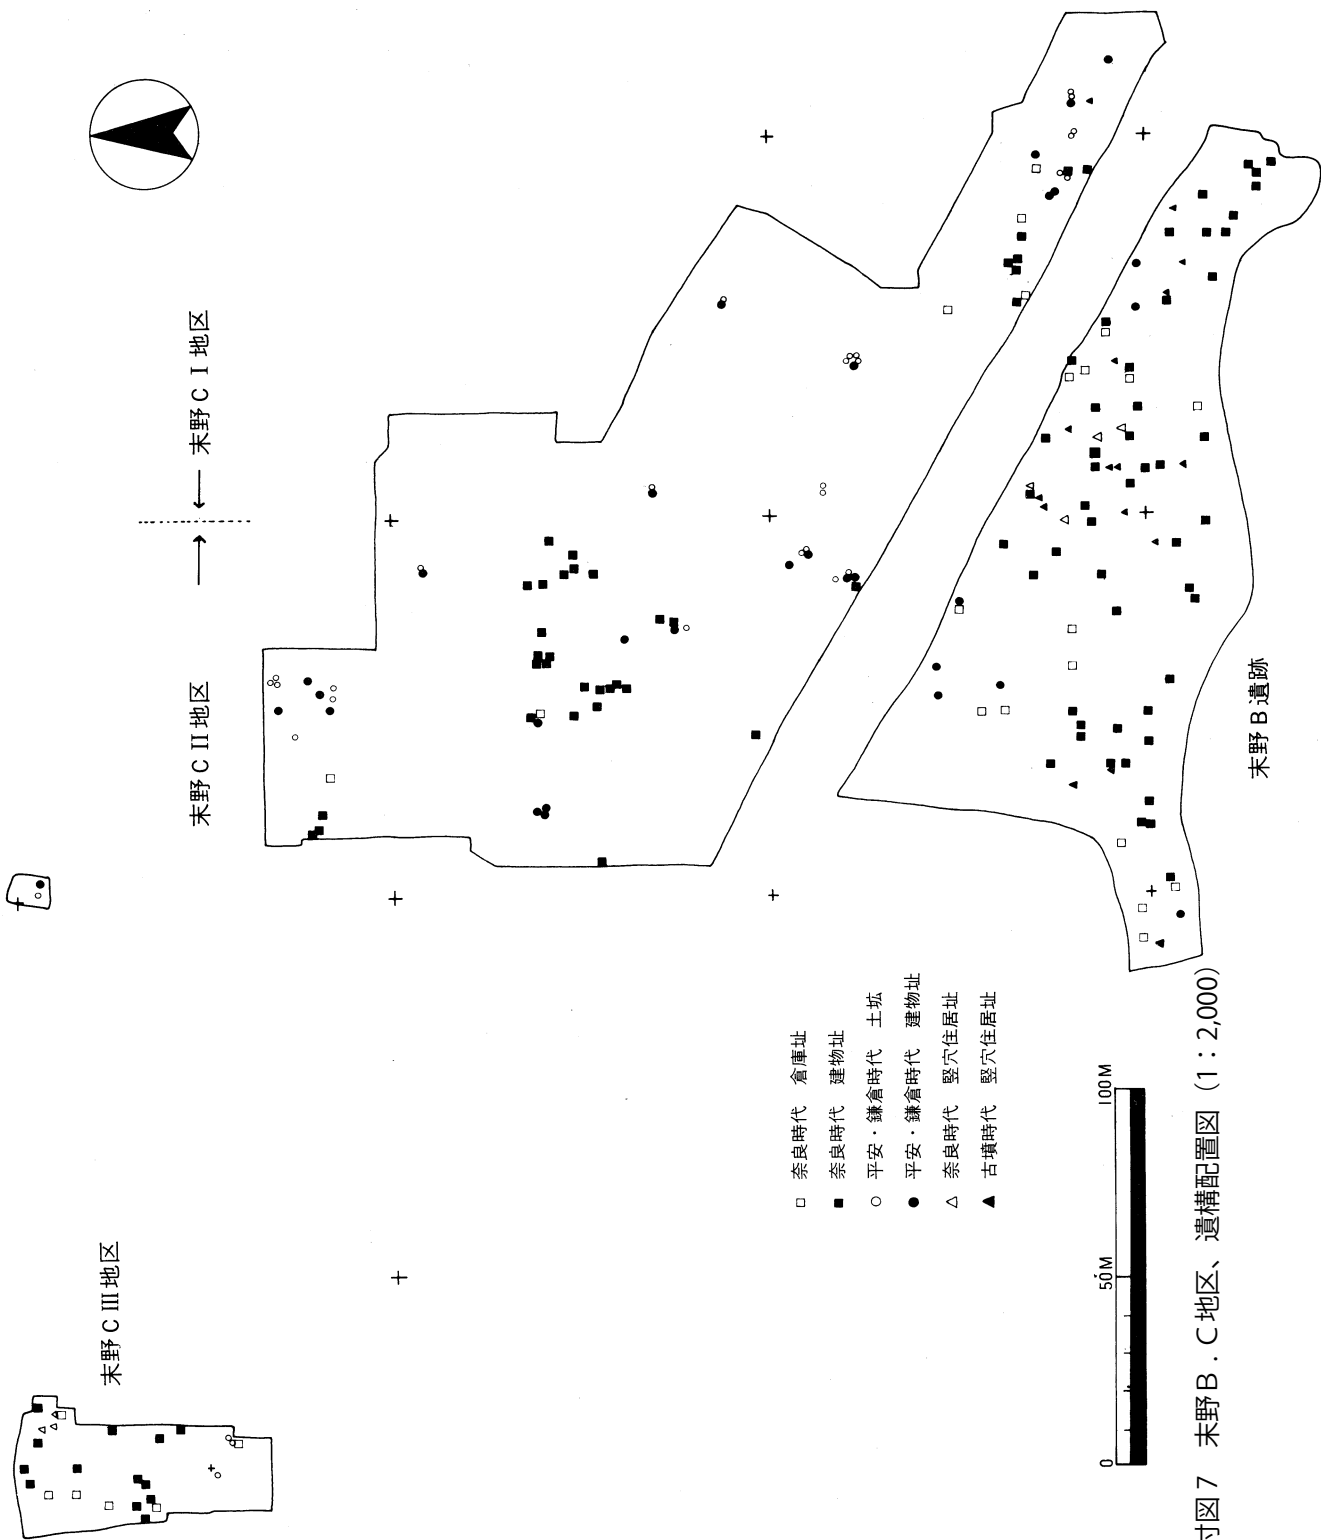 末野CⅢ地区
末野CⅡ地区
末野CⅠ地区
末野B遺跡
□ 奈良時代 倉庫址
■ 奈良時代 建物址
○ 平安・鎌倉時代 土拡
● 平安・鎌倉時代 建物址
△ 奈良時代 竪穴住居址
▲ 古墳時代 竪穴住居址
0 50M 100M
付図7 末野B.C地区、遺構配置図(1:2,000)